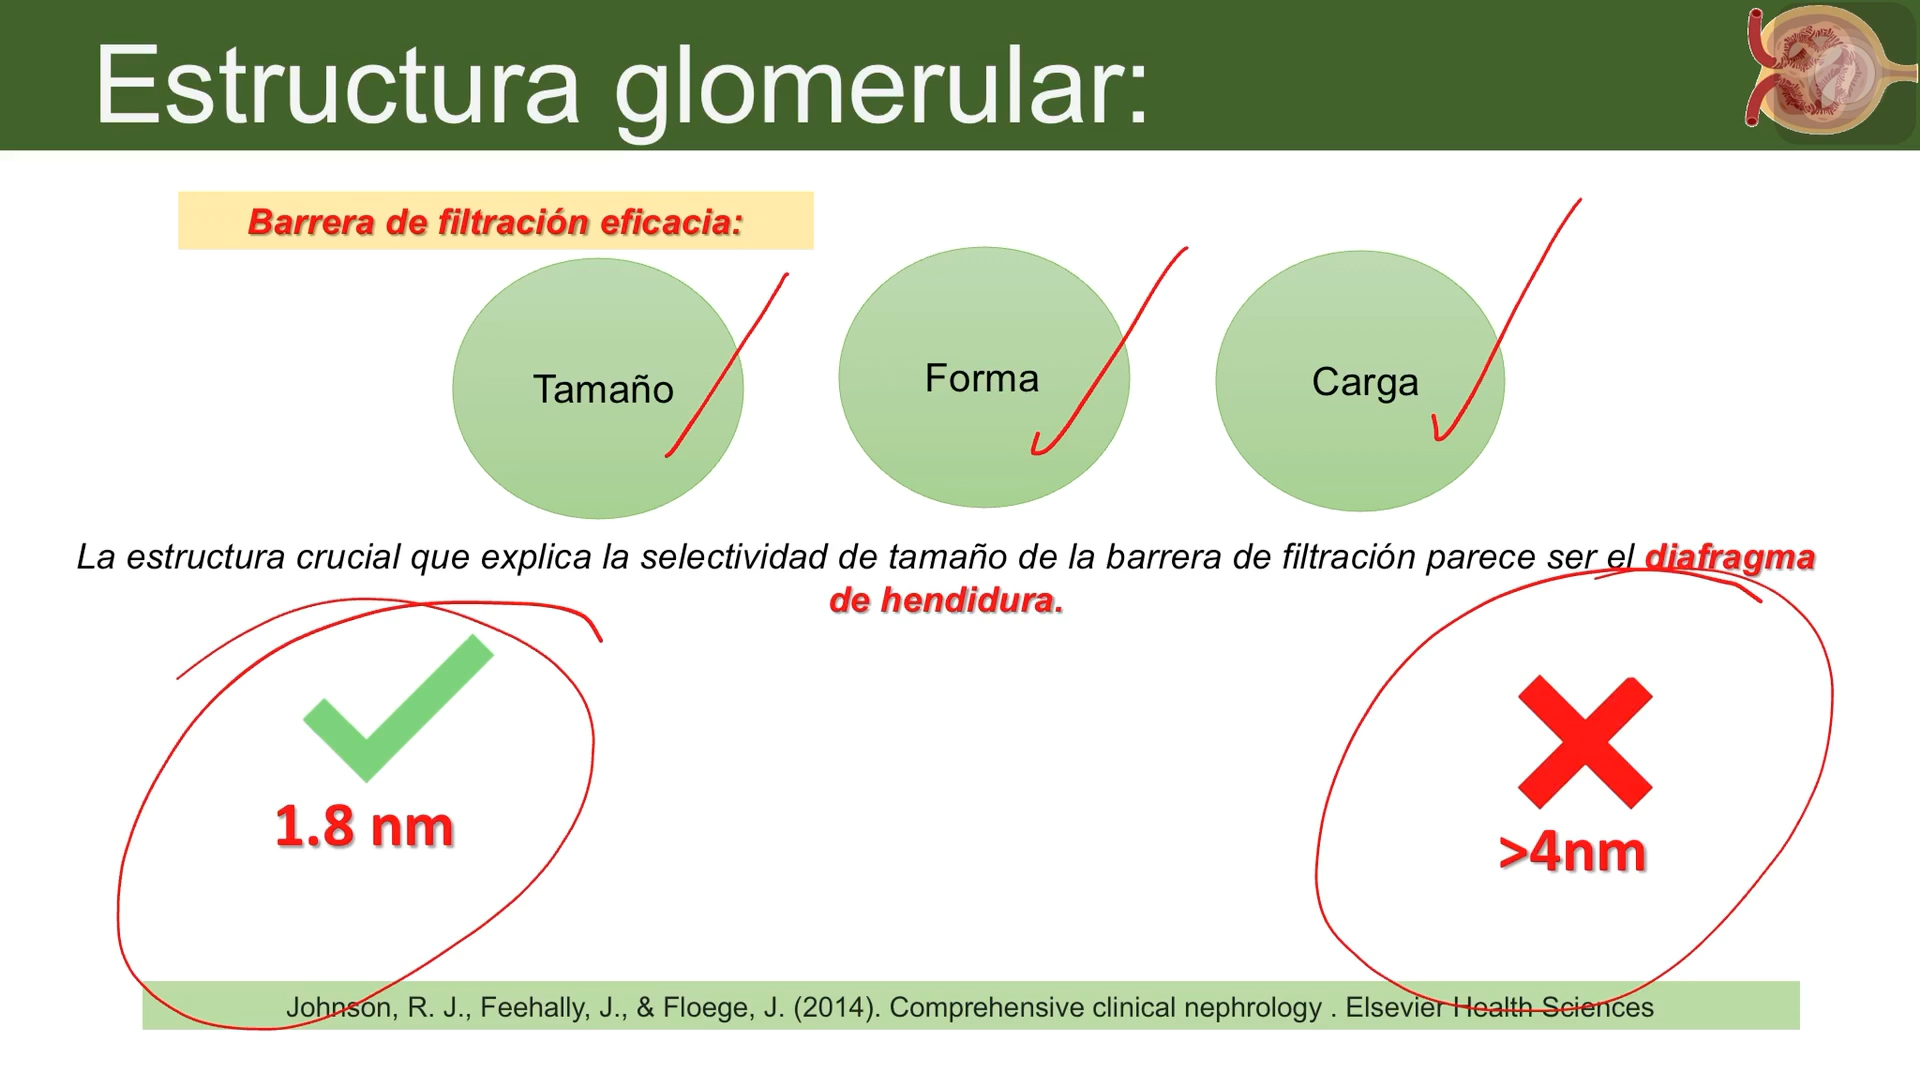 Estructura glomerular:
Barrera de filtración eficacia:
Tamaño
Forma
Carga
La estructura crucial que explica la selectividad de tamaño de la barrera de filtración parece ser el diafragma
de hendidura.
1.8 nm
>4nm
Johnson, R. J., Feehally, J., & Floege, J. (2014). Comprehensive clinical nephrology . Elsevier Health Sciences